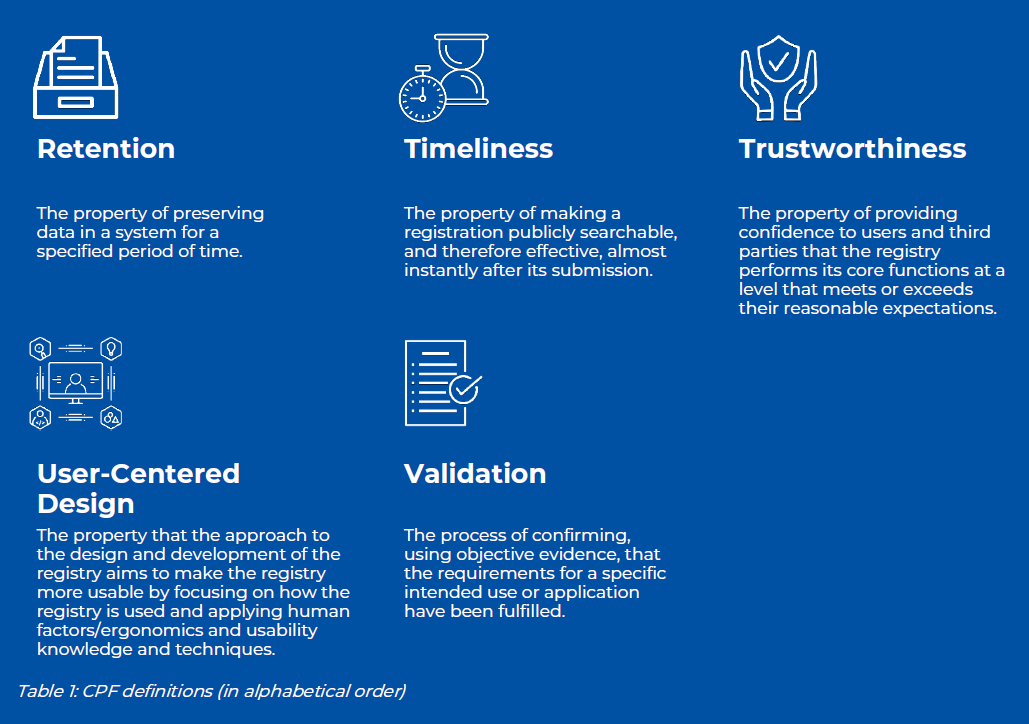 Retention
The property of preserving
data in a system for a
specified period of time.
Timeliness
The property of making a
registration publicly searchable,
and therefore effective, almost
instantly after its submission.
Trustworthiness
The property of providing
confidence to users and third
parties that the registry
performs its core functions at a
level that meets or exceeds
their reasonable expectations.
User-Centered
Design
The property that the approach to
the design and development of the
registry aims to make the registry
more usable by focusing on how the
registry is used and applying human
factors/ergonomics and usability
knowledge and techniques.
Validation
The process of confirming,
using objective evidence, that
the requirements for a specific
intended use or application
have been fulfilled.
Table 1: CPF definitions (in alphabetical order)